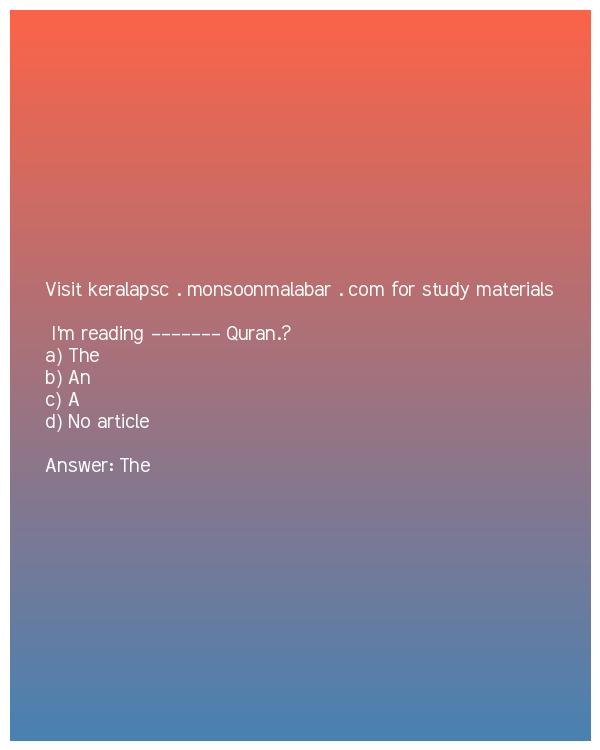 Visit keralapsc . monsoonmalabar . com for study materials
I'm reading ------- Quran.?
a) The
b) An
c) A
d) No article
Answer: The